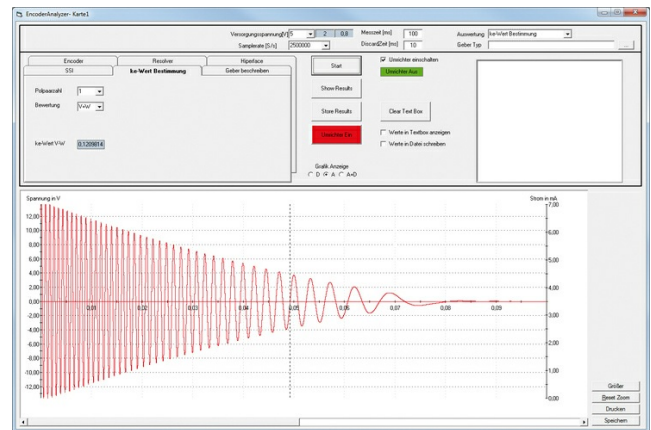 EncoderAnalyzer- Karte1
Versorgungsspannung[V] 5 2 0,8 Messzeit [ms] 100 Auswertung ke-Wert Bestimmung
Samplerate [S/s] 2500000 DiscardZeit [ms] 10 Geber Typ ...
Encoder Resolver Hiperface
SSI ke-Wert Bestimmung Geber beschreiben
Polpaarzahl 1
Bewertung V+W
ke-Wert V-W 0,1209814
Start
Umrichter einschalten
Umrichter Aus
Show Results
Store Results
Clear Text Box
Umrichter Ein
Werte in Textbox anzeigen
Werte in Datei schreiben
Grafik Anzeige
D A A+D
Spannung in V
Strom in mA
12,00
10,00
8,00
6,00
4,00
2,00
0,00
-2,00
-4,00
-6,00
-8,00
-10,00
-12,00
0,01 0,02 0,03 0,04 0,05 0,06 0,07 0,08 0,09
7,00
6,00
5,00
4,00
3,00
2,00
1,00
0,00
Größer
Reset Zoom
Drucken
Speichern